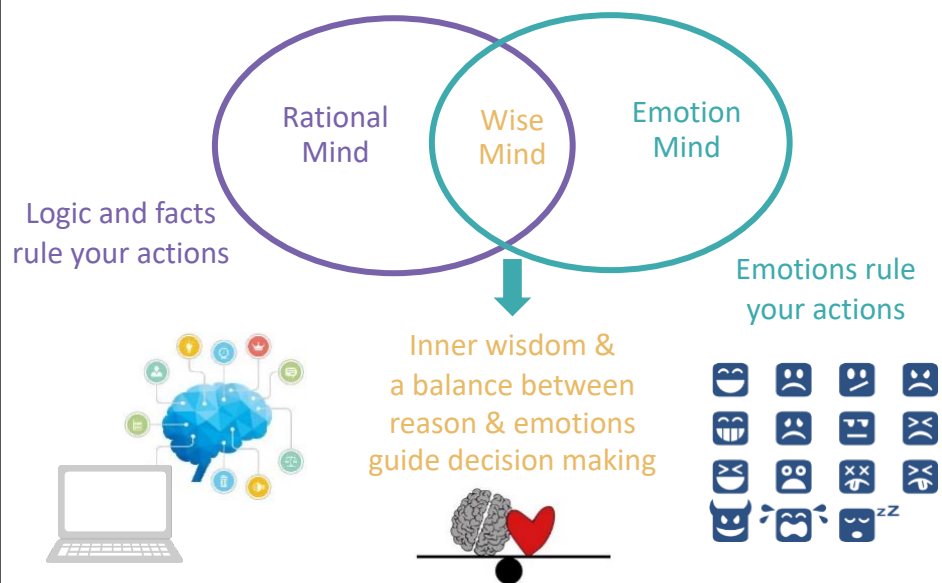 Rational
Mind
Wise
Mind
Emotion
Mind
Logic and facts
rule your actions
Emotions rule
your actions
Inner wisdom &
a balance between
reason & emotions
guide decision making
zZ